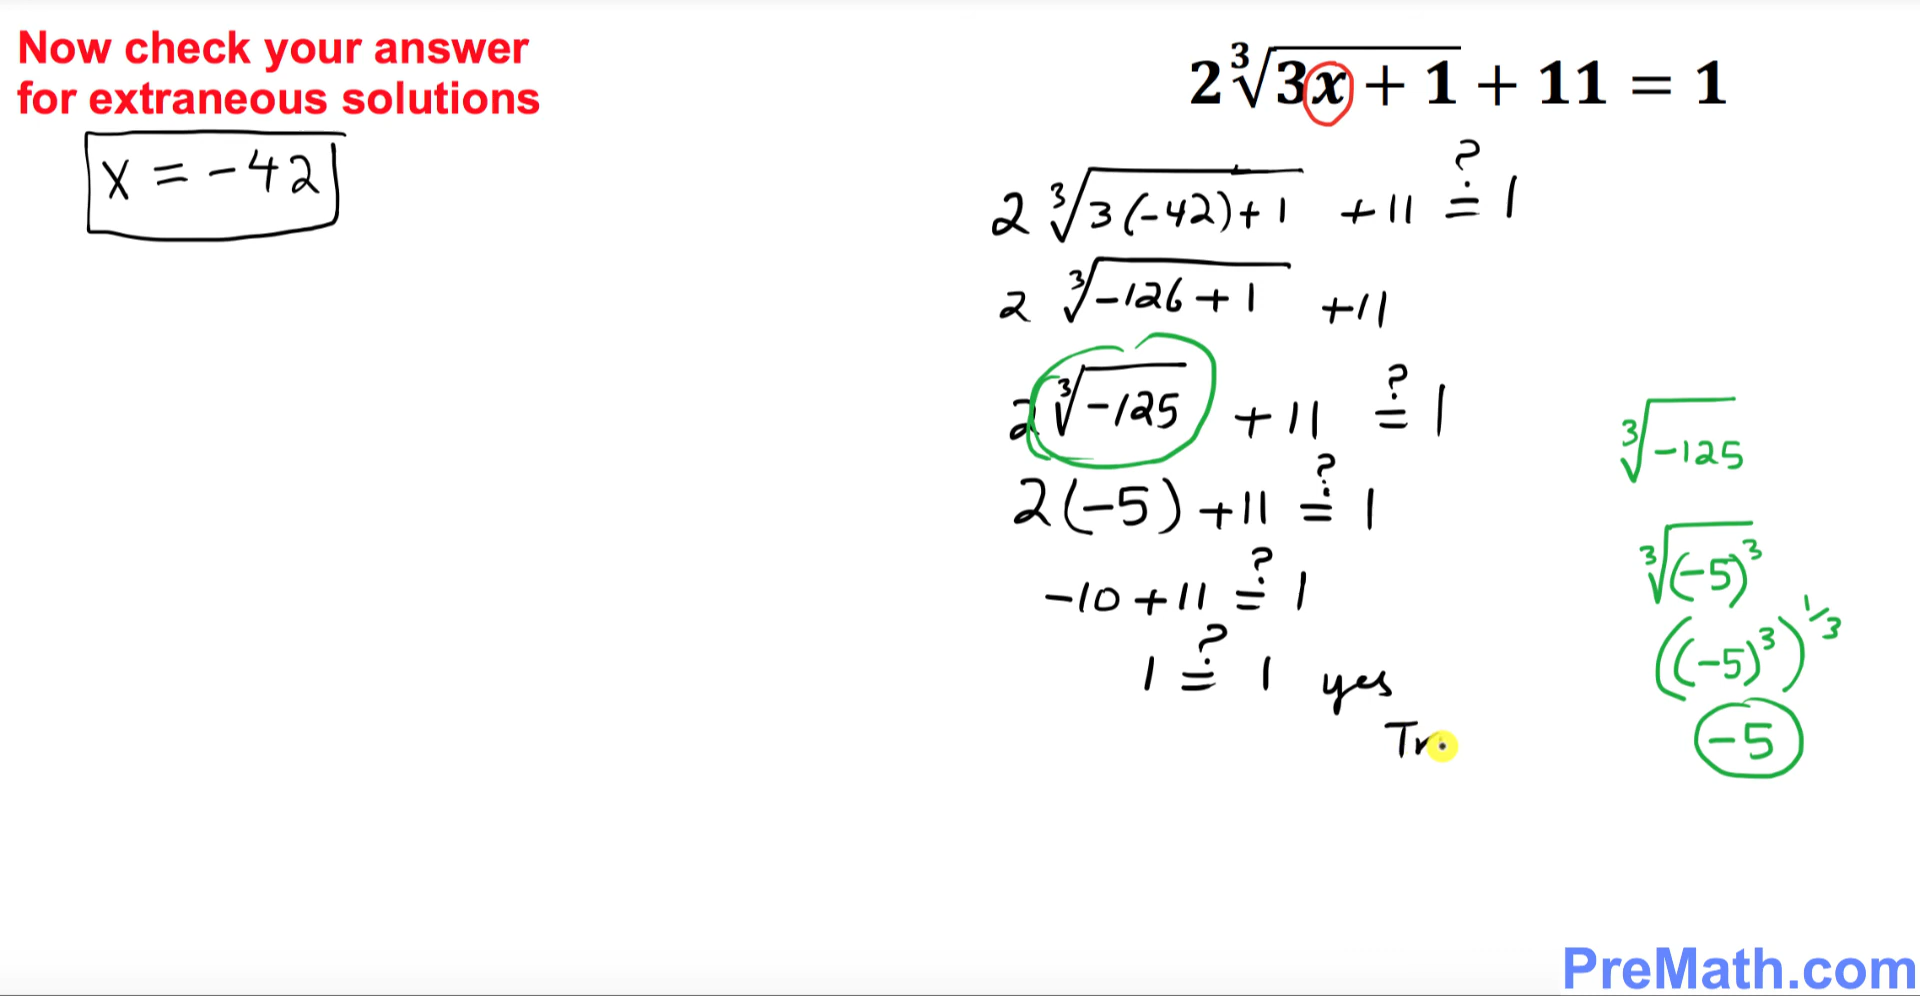 Now check your answer
for extraneous solutions
x = -42
2∛3x + 1 + 11 = 1
2 ∛3(-42)+1 +11 ≟ 1
2 ∛-126+1 +11
2∛-125 +11 ≟ 1
2(-5)+11 ≟ 1
-10+11 ≟ 1
1 ≟ 1 yes
Tr
∛-125
∛(-5)³
((-5)³)^1/3
-5
PreMath.com